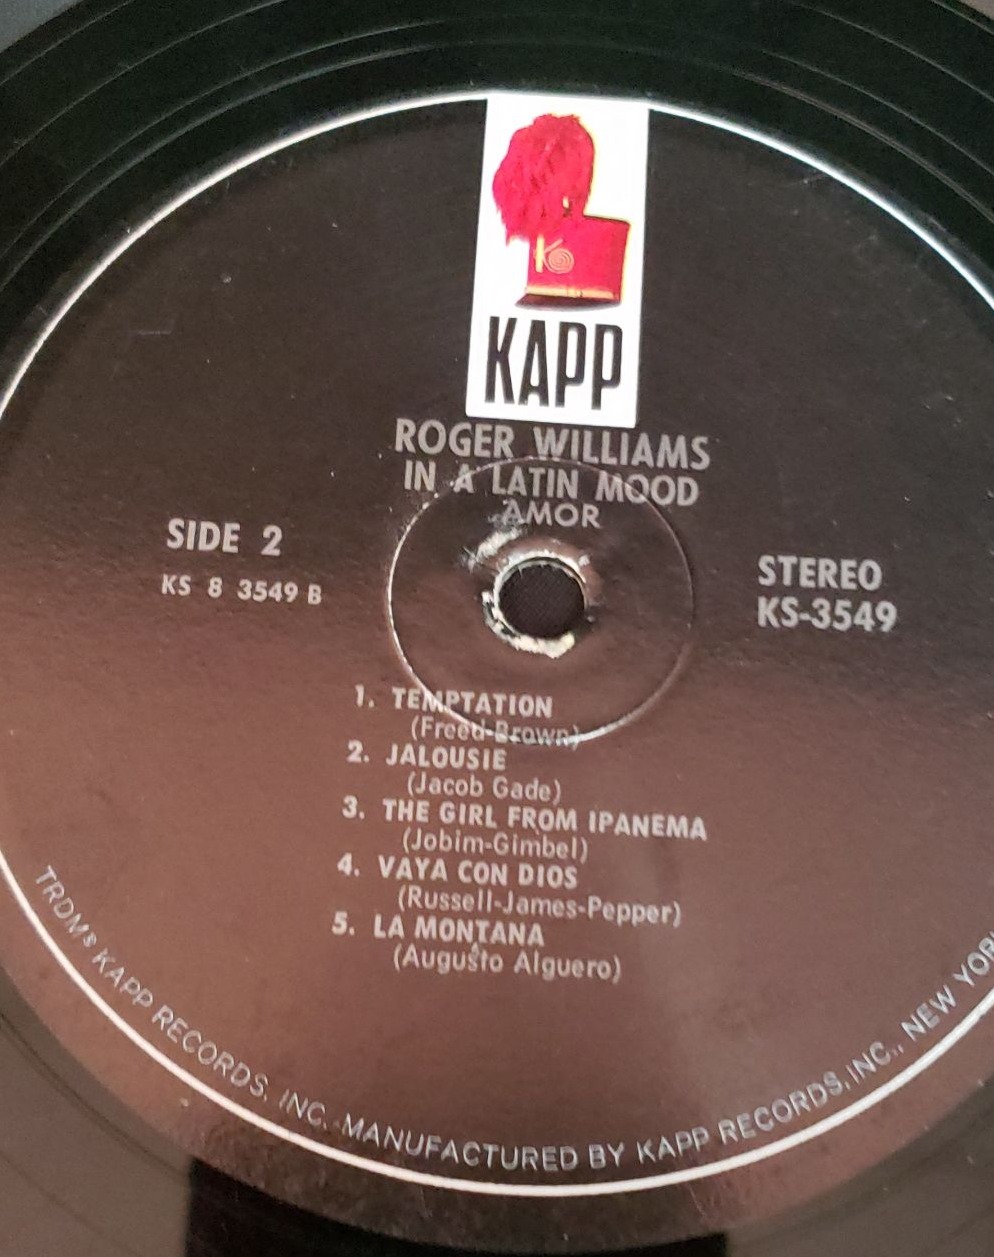 K
KAPP
ROGER WILLIAMS
IN A LATIN MOOD
AMOR
SIDE 2
KS 8 3549 B
STEREO
KS-3549
1. TEMPTATION
(Freed-Brown)
2. JALOUSIE
(Jacob Gade)
3. THE GIRL FROM IPANEMA
(Jobim-Gimbel)
4. VAYA CON DIOS
(Russell-James-Pepper)
5. LA MONTANA
(Augusto Alguero)
TRDM® KAPP RECORDS, INC. MANUFACTURED BY KAPP RECORDS, INC., NEW YOR